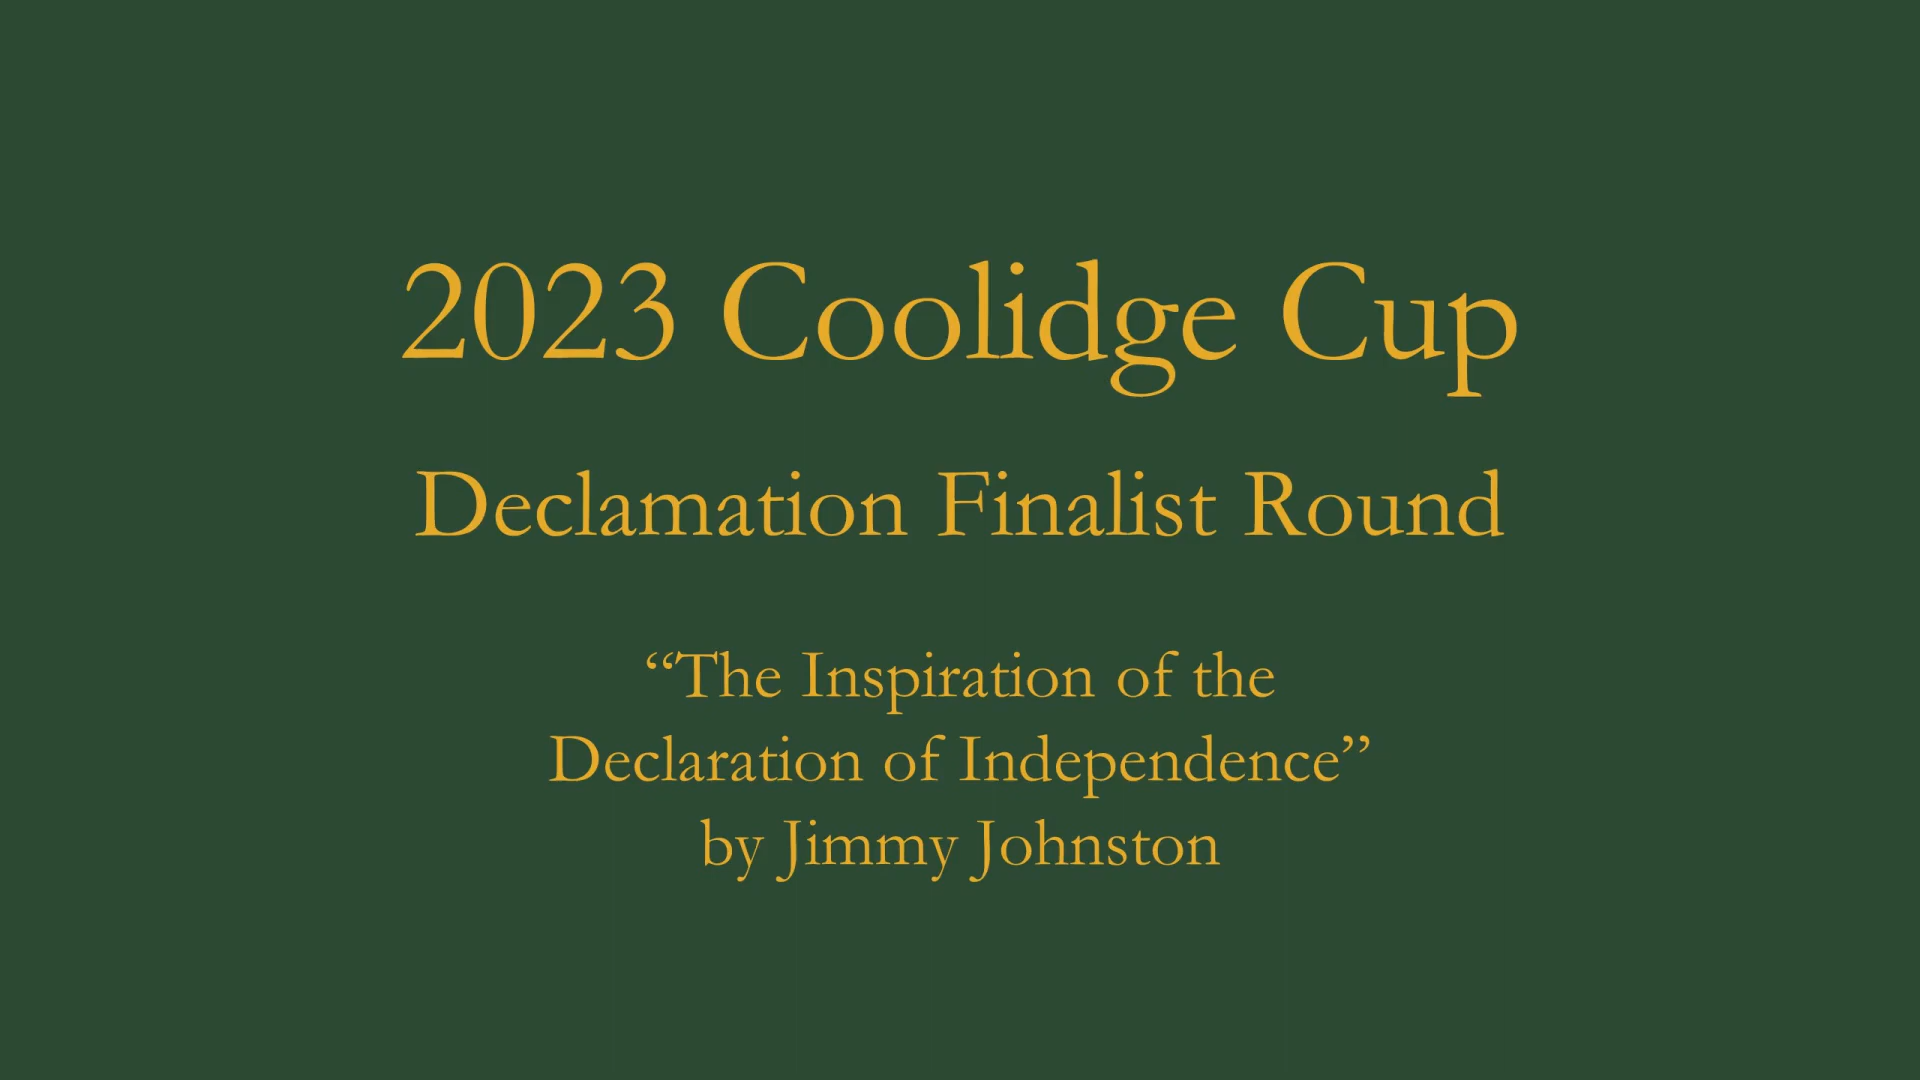 2023 Coolidge Cup
Declamation Finalist Round
“The Inspiration of the
Declaration of Independence”
by Jimmy Johnston